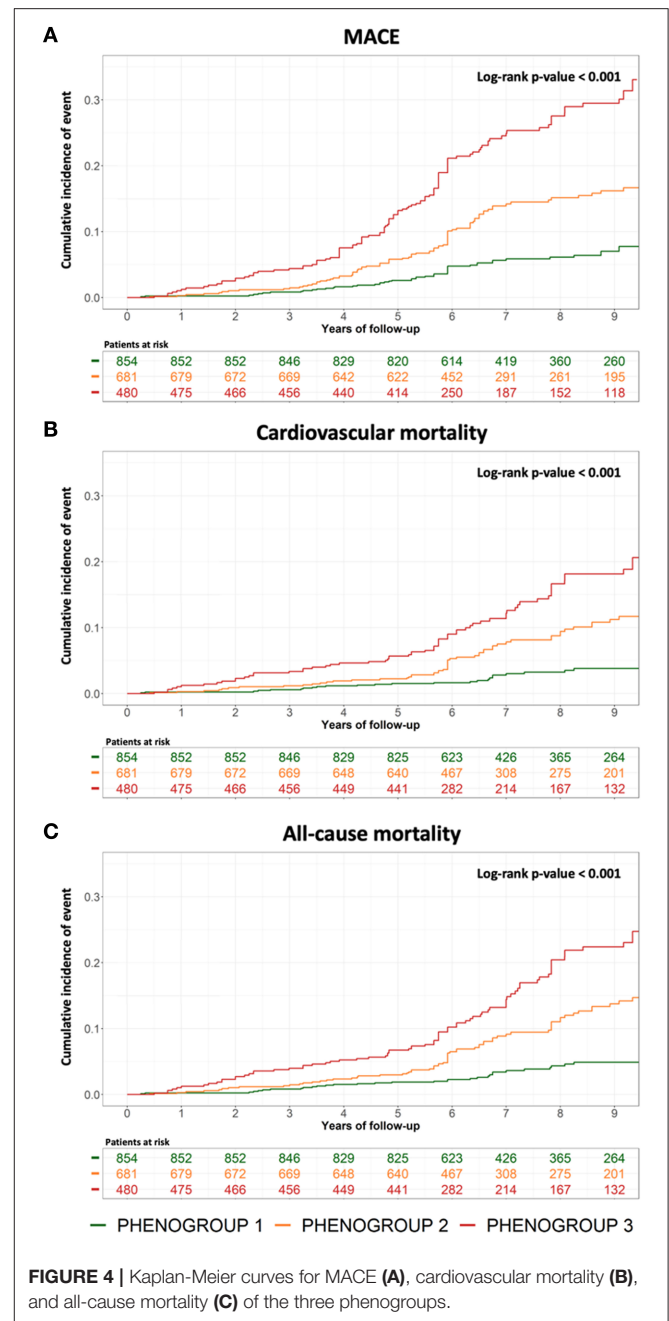 A
MACE
Log-rank p-value < 0.001
Cumulative incidence of event
0.3
0.2
0.1
0.0
0 1 2 3 4 5 6 7 8 9
Years of follow-up
Patients at risk
854 852 852 846 829 820 614 419 360 260
681 679 672 669 642 622 452 291 261 195
480 475 466 456 440 414 250 187 152 118
B
Cardiovascular mortality
Log-rank p-value < 0.001
Cumulative incidence of event
0.3
0.2
0.1
0.0
0 1 2 3 4 5 6 7 8 9
Years of follow-up
Patients at risk
854 852 852 846 829 825 623 426 365 264
681 679 672 669 648 640 467 308 275 201
480 475 466 456 449 441 282 214 167 132
C
All-cause mortality
Log-rank p-value < 0.001
Cumulative incidence of event
0.3
0.2
0.1
0.0
0 1 2 3 4 5 6 7 8 9
Years of follow-up
Patients at risk
854 852 852 846 829 825 623 426 365 264
681 679 672 669 648 640 467 308 275 201
480 475 466 456 449 441 282 214 167 132
PHENOGROUP 1 PHENOGROUP 2 PHENOGROUP 3
FIGURE 4 | Kaplan-Meier curves for MACE (A), cardiovascular mortality (B),
and all-cause mortality (C) of the three phenogroups.